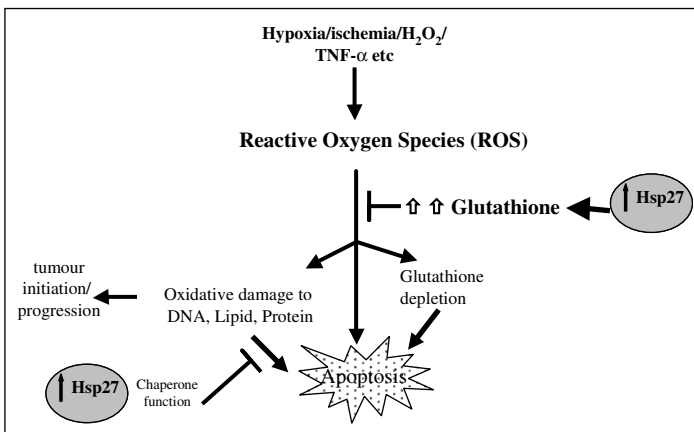 Hypoxia/ischemia/H₂O₂/
TNF-α etc
Reactive Oxygen Species (ROS)
⇧ ⇧ Glutathione
↑ Hsp27
tumour
initiation/
progression
Oxidative damage to
DNA, Lipid, Protein
Glutathione
depletion
↑ Hsp27
Chaperone
function
Apoptosis